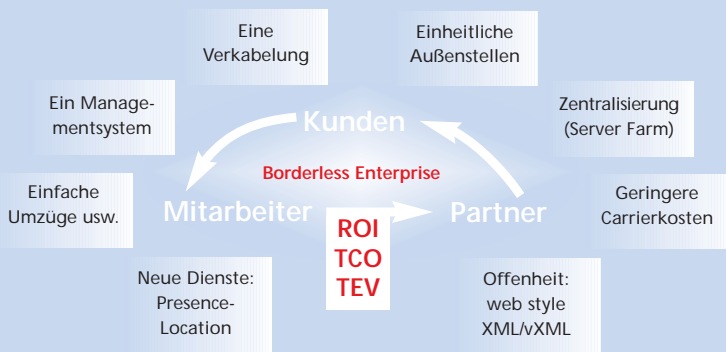 Eine
Verkabelung
Einheitliche
Außenstellen
Ein Manage-
mentsystem
Zentralisierung
(Server Farm)
Kunden
Borderless Enterprise
Einfache
Umzüge usw.
Mitarbeiter
Partner
Geringere
Carrierkosten
ROI
TCO
TEV
Neue Dienste:
Presence-
Location
Offenheit:
web style
XML/vXML